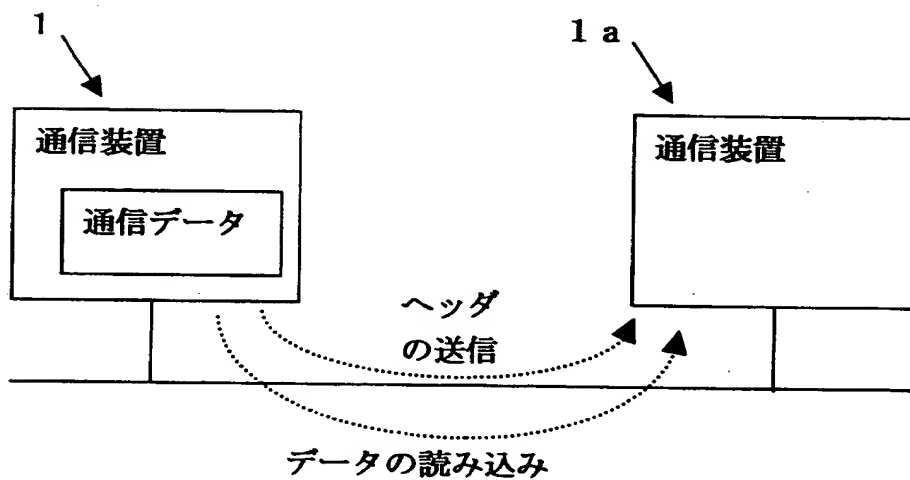 1
1 a
通信装置
通信データ
通信装置
ヘッダ
の送信
データの読み込み